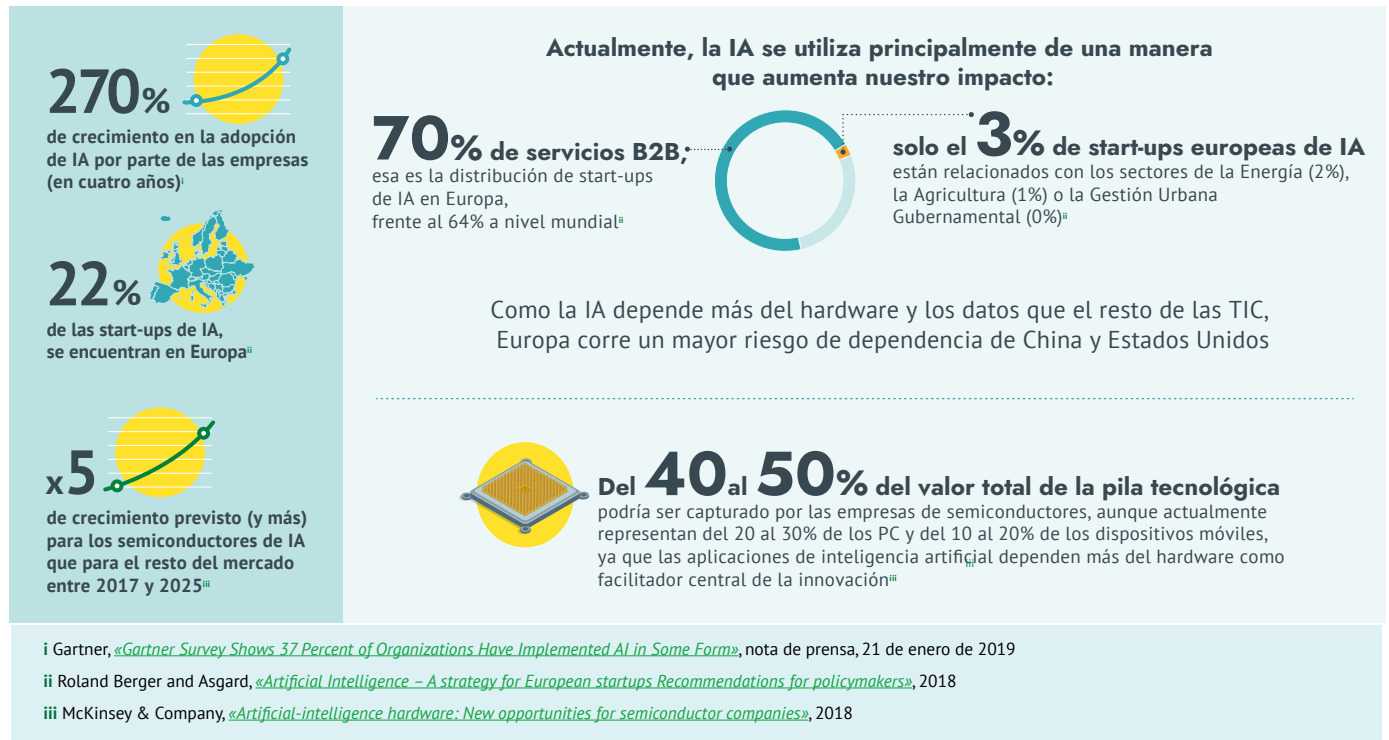 270%
de crecimiento en la adopción
de IA por parte de las empresas
(en cuatro años)i
22%
de las start-ups de IA,
se encuentran en Europaii
x5
de crecimiento previsto (y más)
para los semiconductores de IA
que para el resto del mercado
entre 2017 y 2025iii
Actualmente, la IA se utiliza principalmente de una manera
que aumenta nuestro impacto:
70% de servicios B2B,
esa es la distribución de start-ups
de IA en Europa,
frente al 64% a nivel mundialii
solo el 3% de start-ups europeas de IA
están relacionados con los sectores de la Energía (2%),
la Agricultura (1%) o la Gestión Urbana
Gubernamental (0%)ii
Como la IA depende más del hardware y los datos que el resto de las TIC,
Europa corre un mayor riesgo de dependencia de China y Estados Unidos
Del 40 al 50% del valor total de la pila tecnológica
podría ser capturado por las empresas de semiconductores, aunque actualmente
representan del 20 al 30% de los PC y del 10 al 20% de los dispositivos móviles,
ya que las aplicaciones de inteligencia artificial dependen más del hardware como
iii
facilitador central de la innovacióniii
i Gartner, «Gartner Survey Shows 37 Percent of Organizations Have Implemented AI in Some Form», nota de prensa, 21 de enero de 2019
ii Roland Berger and Asgard, «Artificial Intelligence – A strategy for European startups Recommendations for policymakers», 2018
iii McKinsey & Company, «Artificial-intelligence hardware: New opportunities for semiconductor companies», 2018